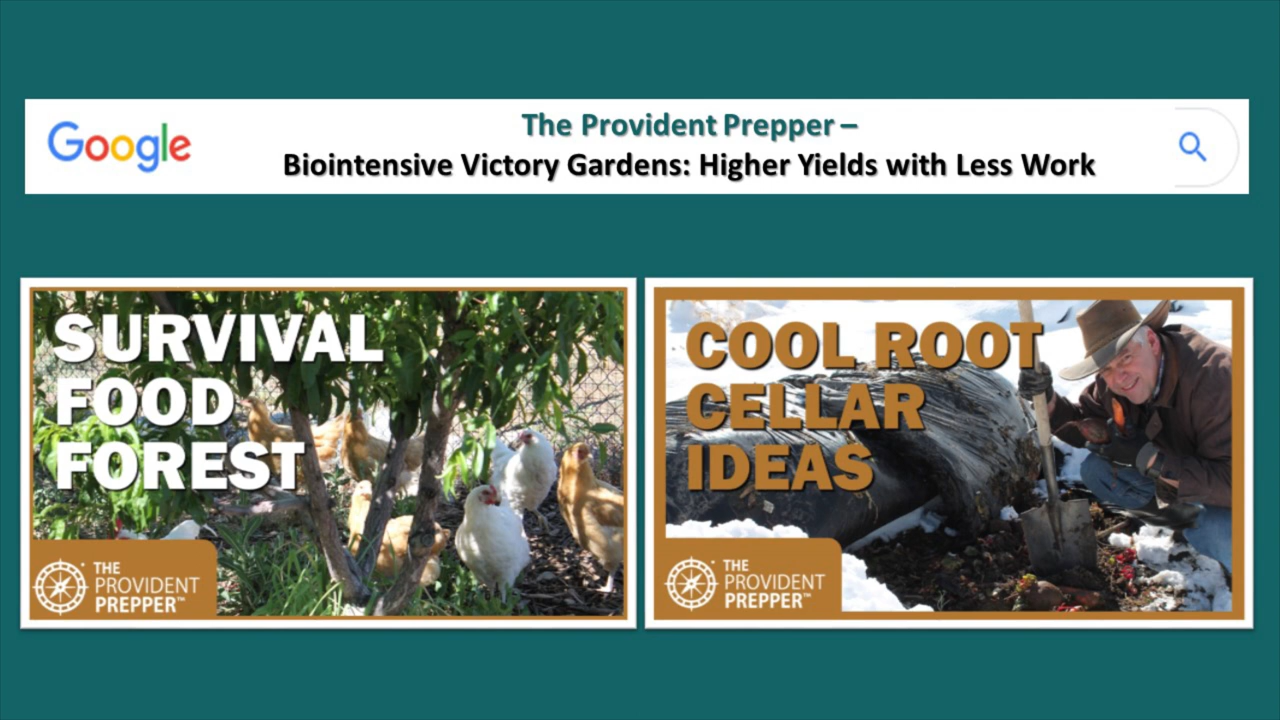 Google
The Provident Prepper –
Biointensive Victory Gardens: Higher Yields with Less Work
SURVIVAL
FOOD
FOREST
THE
PROVIDENT
PREPPER™
COOL ROOT
CELLAR
IDEAS
THE
PROVIDENT
PREPPER™